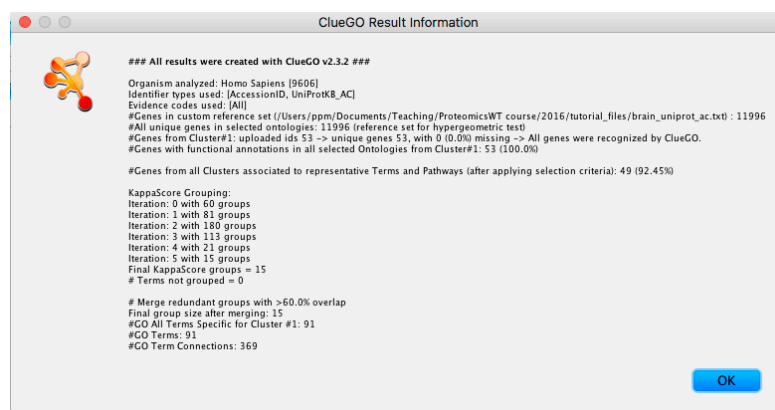 ClueGO Result Information
### All results were created with ClueGO v2.3.2 ###
Organism analyzed: Homo Sapiens [9606]
Identifier types used: [AccessionID, UniProtKB_AC]
Evidence codes used: [All]
#Genes in custom reference set (/Users/ppm/Documents/Teaching/ProteomicsWT course/2016/tutorial_files/brain_uniprot_ac.txt) : 11996
#All unique genes in selected ontologies: 11996 (reference set for hypergeometric test)
#Genes from Cluster#1: uploaded ids 53 -> unique genes 53, with 0 (0.0%) missing -> All genes were recognized by ClueGO.
#Genes with functional annotations in all selected Ontologies from Cluster#1: 53 (100.0%)
#Genes from all Clusters associated to representative Terms and Pathways (after applying selection criteria): 49 (92.45%)
KappaScore Grouping:
Iteration: 0 with 60 groups
Iteration: 1 with 81 groups
Iteration: 2 with 180 groups
Iteration: 3 with 113 groups
Iteration: 4 with 21 groups
Iteration: 5 with 15 groups
Final KappaScore groups = 15
# Terms not grouped = 0
# Merge redundant groups with >60.0% overlap
Final group size after merging: 15
#GO All Terms Specific for Cluster #1: 91
#GO Terms: 91
#GO Term Connections: 369
OK